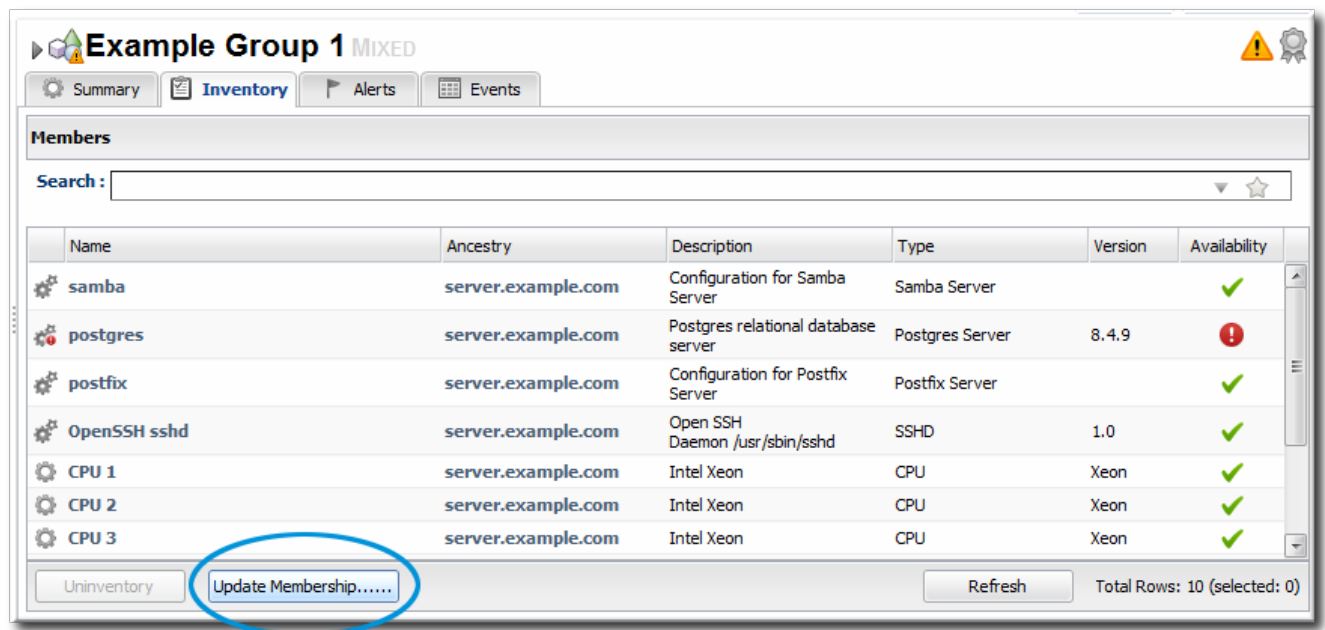 Example Group 1 MIXED
Summary Inventory Alerts Events
Members
Search :
Name Ancestry Description Type Version Availability
samba server.example.com Configuration for Samba Server Samba Server
postgres server.example.com Postgres relational database server Postgres Server 8.4.9
postfix server.example.com Configuration for Postfix Server Postfix Server
OpenSSH sshd server.example.com Open SSH Daemon /usr/sbin/sshd SSHD 1.0
CPU 1 server.example.com Intel Xeon CPU Xeon
CPU 2 server.example.com Intel Xeon CPU Xeon
CPU 3 server.example.com Intel Xeon CPU Xeon
Uninventory Update Membership...... Refresh Total Rows: 10 (selected: 0)